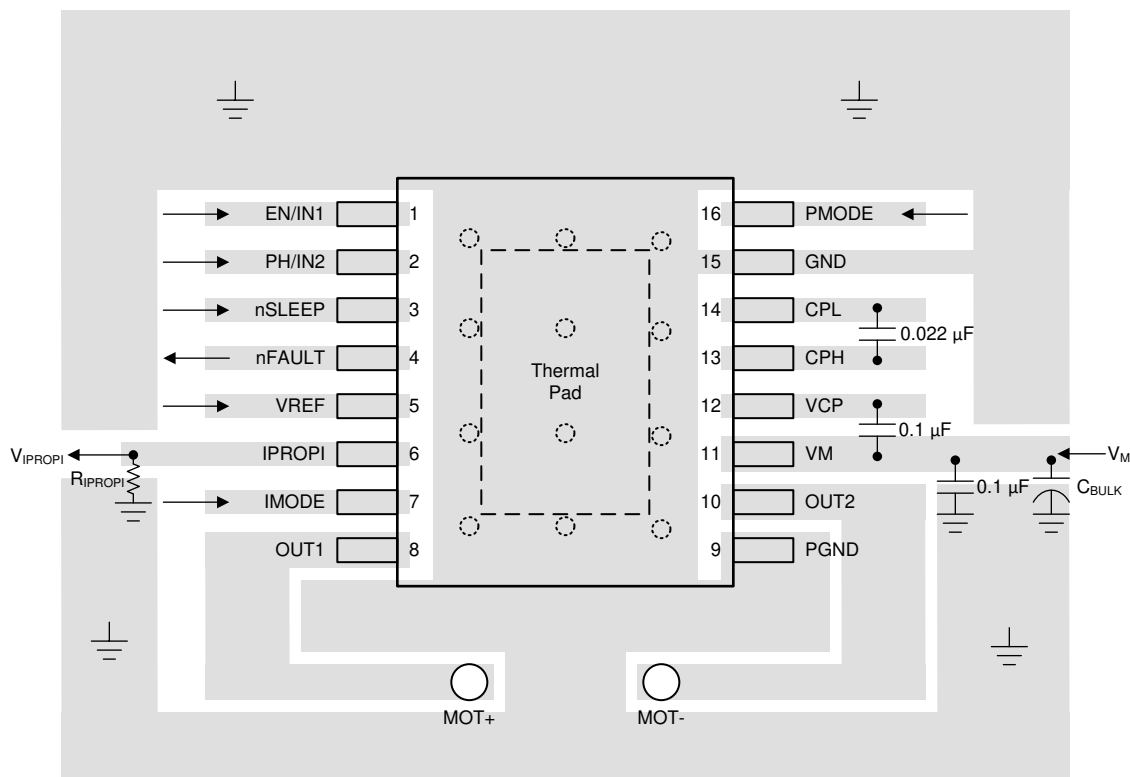 EN/IN1 1
PH/IN2 2
nSLEEP 3
nFAULT 4
VREF 5
VIPROPI
IPROPI 6
RIPROPI
IMODE 7
OUT1 8
Thermal
Pad
16 PMODE
15 GND
14 CPL
0.022 µF
13 CPH
12 VCP
0.1 µF
11 VM
VM
0.1 µF
CBULK
10 OUT2
9 PGND
MOT+
MOT-